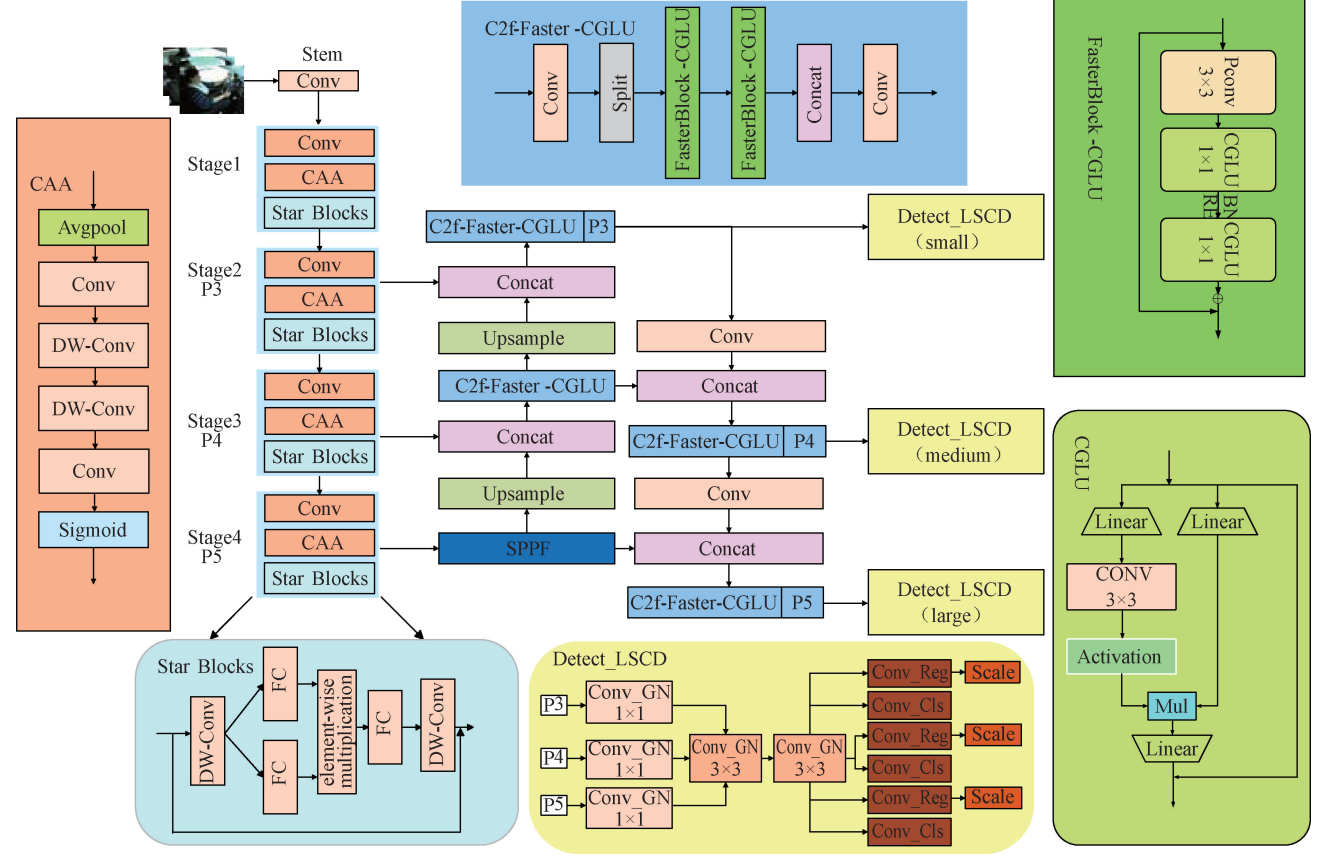 Stem
Conv
Stage1
Conv
CAA
Star Blocks
Stage2
P3
Conv
CAA
Star Blocks
Stage3
P4
Conv
CAA
Star Blocks
Stage4
P5
Conv
CAA
Star Blocks
CAA
Avgpool
Conv
DW-Conv
DW-Conv
Conv
Sigmoid
C2f-Faster -CGLU
Conv
Split
FasterBlock -CGLU
FasterBlock -CGLU
Concat
Conv
C2f-Faster-CGLU P3
Concat
Upsample
C2f-Faster -CGLU
Concat
Upsample
SPPF
Conv
Concat
C2f-Faster-CGLU P4
Conv
Concat
C2f-Faster-CGLU P5
Detect_LSCD
（small）
Detect_LSCD
（medium）
Detect_LSCD
（large）
FasterBlock -CGLU
Pconv
3×3
CGLU
1×1
BN
RE
CGLU
1×1
CGLU
Linear
Linear
CONV
3×3
Activation
Mul
Linear
Star Blocks
DW-Conv
FC
FC
element-wise
multiplication
FC
DW-Conv
Detect_LSCD
P3
Conv_GN
1×1
P4
Conv_GN
1×1
P5
Conv_GN
1×1
Conv_GN
3×3
Conv_GN
3×3
Conv_Reg
Scale
Conv_Cls
Conv_Reg
Scale
Conv_Cls
Conv_Reg
Scale
Conv_Cls